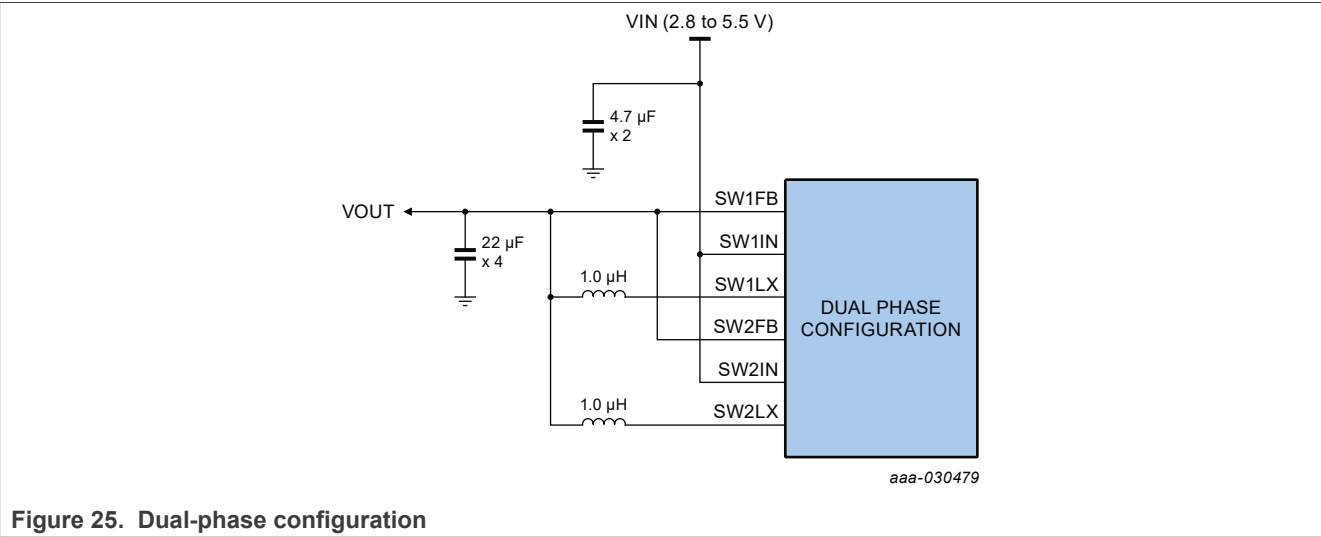 VIN (2.8 to 5.5 V)
4.7 µF
x 2
SW1FB
VOUT
SW1IN
22 µF
x 4
1.0 µH
SW1LX
DUAL PHASE
CONFIGURATION
SW2FB
SW2IN
1.0 µH
SW2LX
aaa-030479
Figure 25. Dual-phase configuration